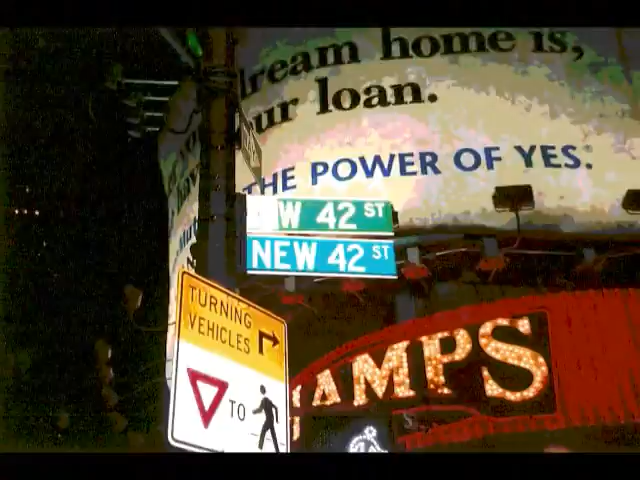 dream home is,
ur loan.
THE POWER OF YES.
W 42 ST
NEW 42 ST
TURNING
VEHICLES
TO
AMPS